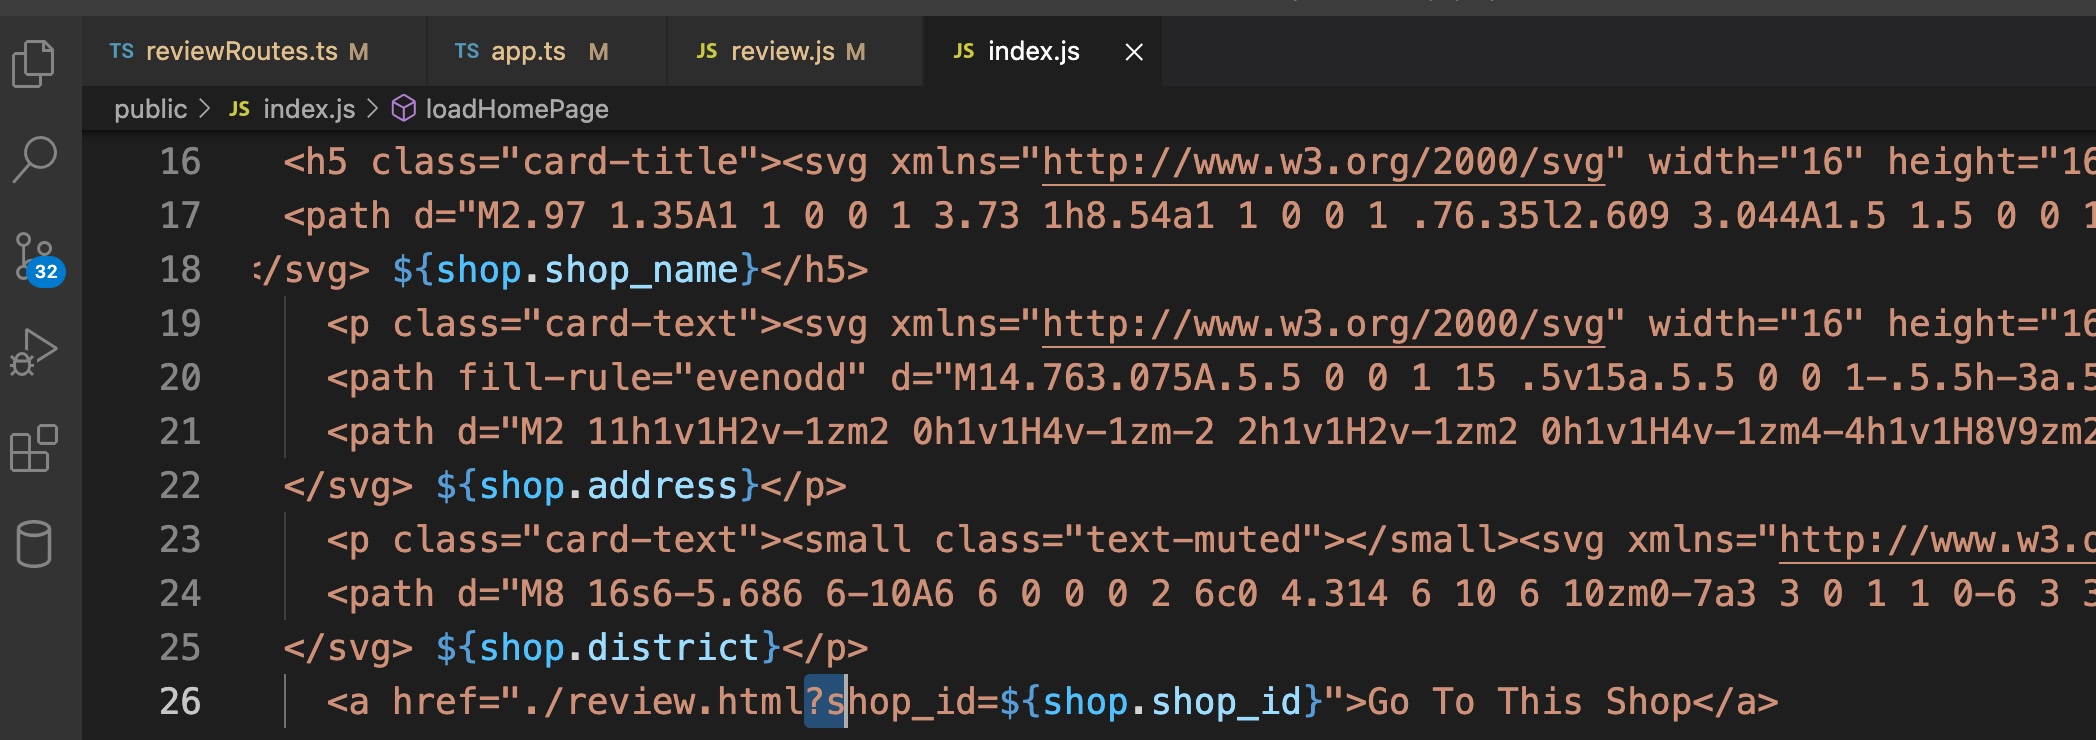 TS reviewRoutes.ts M TS app.ts M JS review.js M JS index.js
public > JS index.js > loadHomePage
16 <h5 class="card-title"><svg xmlns="http://www.w3.org/2000/svg" width="16" height="16
17 <path d="M2.97 1.35A1 1 0 0 1 3.73 1h8.54a1 1 0 0 1 .76.35l2.609 3.044A1.5 1.5 0 0 1
18 </svg> ${shop.shop_name}</h5>
19 <p class="card-text"><svg xmlns="http://www.w3.org/2000/svg" width="16" height="16
20 <path fill-rule="evenodd" d="M14.763.075A.5.5 0 0 1 15 .5v15a.5.5 0 0 1-.5.5h-3a.5
21 <path d="M2 11h1v1H2v-1zm2 0h1v1H4v-1zm-2 2h1v1H2v-1zm2 0h1v1H4v-1zm4-4h1v1H8V9zm2
22 </svg> ${shop.address}</p>
32
23 <p class="card-text"><small class="text-muted"></small><svg xmlns="http://www.w3.o
24 <path d="M8 16s6-5.686 6-10A6 6 0 0 0 2 6c0 4.314 6 10 6 10zm0-7a3 3 0 1 1 0-6 3 3
25 </svg> ${shop.district}</p>
26 <a href="./review.html?shop_id=${shop.shop_id}">Go To This Shop</a>